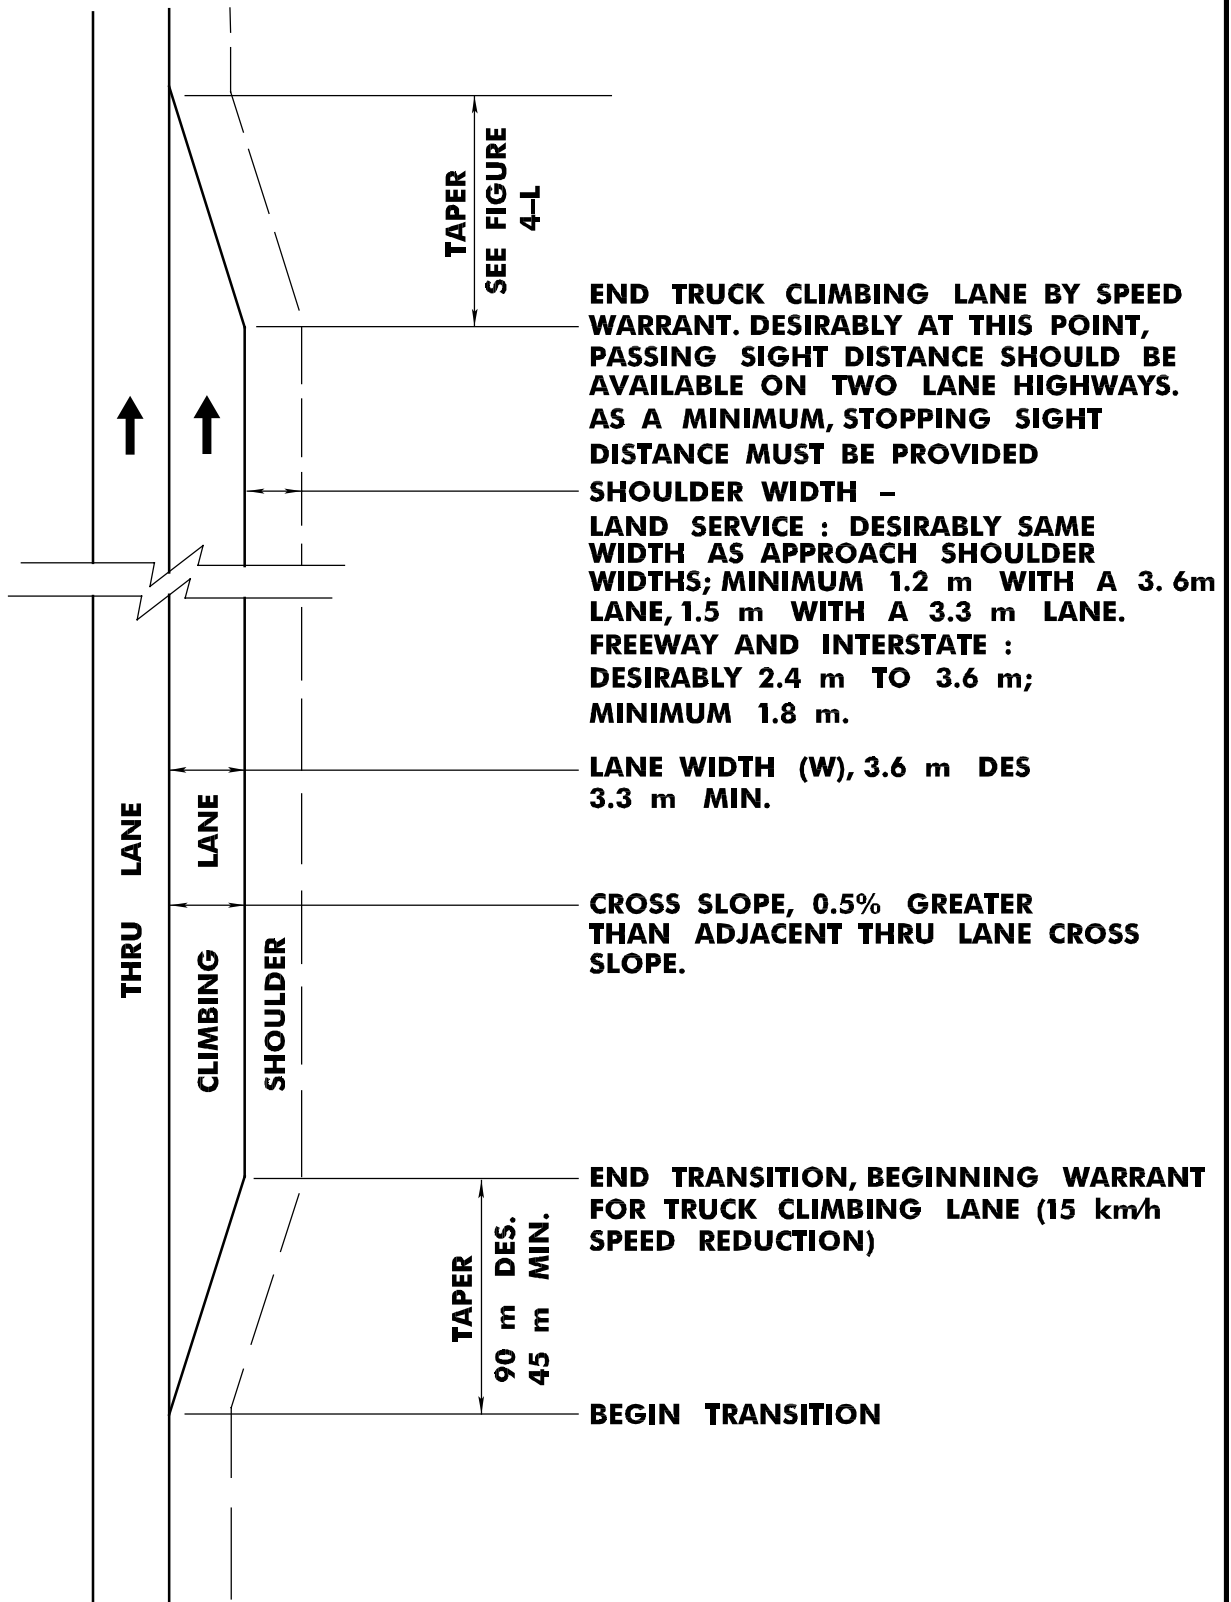 TAPER
SEE FIGURE
4-L
END TRUCK CLIMBING LANE BY SPEED
WARRANT. DESIRABLY AT THIS POINT,
PASSING SIGHT DISTANCE SHOULD BE
AVAILABLE ON TWO LANE HIGHWAYS.
AS A MINIMUM, STOPPING SIGHT
DISTANCE MUST BE PROVIDED
SHOULDER WIDTH –
LAND SERVICE : DESIRABLY SAME
WIDTH AS APPROACH SHOULDER
WIDTHS; MINIMUM 1.2 m WITH A 3.6m
LANE, 1.5 m WITH A 3.3 m LANE.
FREEWAY AND INTERSTATE :
DESIRABLY 2.4 m TO 3.6 m;
MINIMUM 1.8 m.
LANE WIDTH (W), 3.6 m DES
3.3 m MIN.
THRU LANE
CLIMBING LANE
SHOULDER
CROSS SLOPE, 0.5% GREATER
THAN ADJACENT THRU LANE CROSS
SLOPE.
END TRANSITION, BEGINNING WARRANT
FOR TRUCK CLIMBING LANE (15 km/h
SPEED REDUCTION)
TAPER
90 m DES.
45 m MIN.
BEGIN TRANSITION